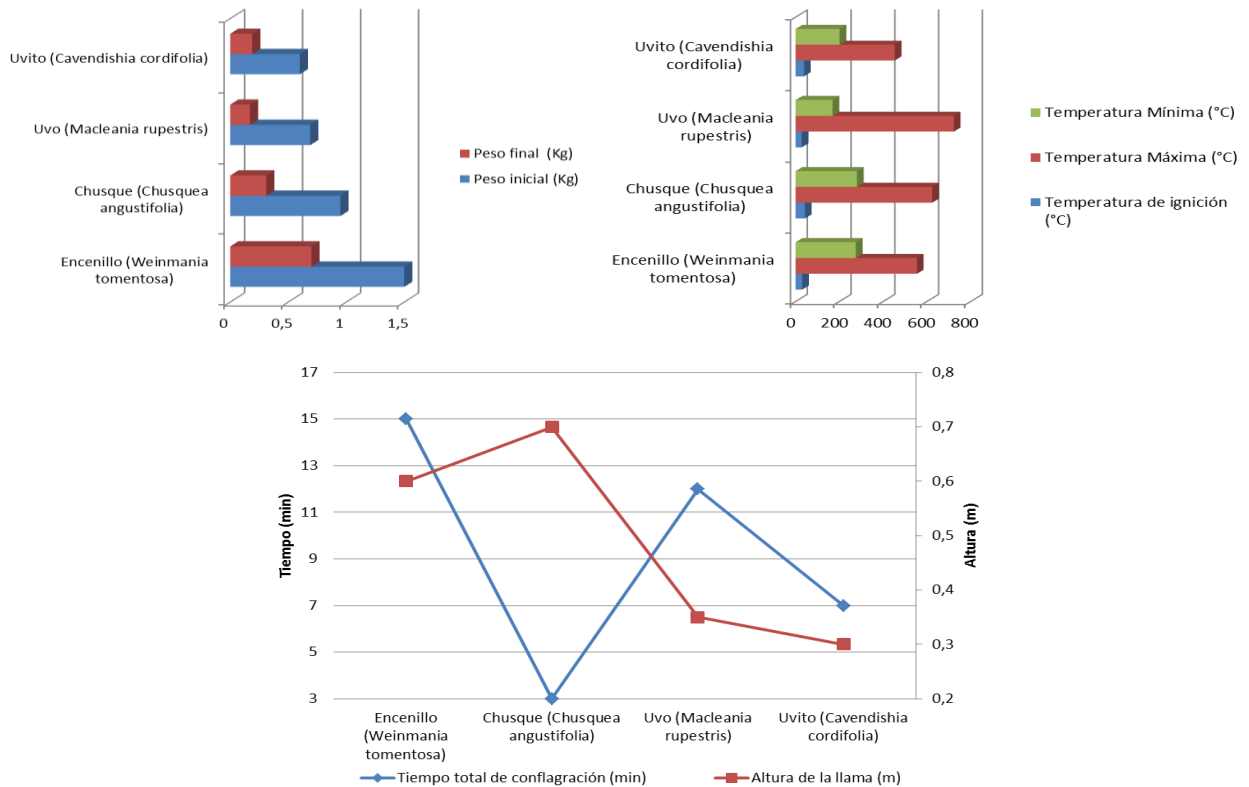 Uvito (Cavendishia cordifolia)
Uvo (Macleania rupestris)
Chusque (Chusquea
angustifolia)
Encenillo (Weinmania
tomentosa)
0 0,5 1 1,5
Peso final (Kg)
Peso inicial (Kg)
Uvito (Cavendishia
cordifolia)
Uvo (Macleania
rupestris)
Chusque (Chusquea
angustifolia)
Encenillo (Weinmania
tomentosa)
0 200 400 600 800
Temperatura Mínima (°C)
Temperatura Máxima (°C)
Temperatura de ignición
(°C)
Tiempo (min)
17
15
13
11
9
7
5
3
0,8
0,7
0,6
0,5
0,4
0,3
0,2
Altura (m)
Encenillo
(Weinmania
tomentosa)
Chusque (Chusquea
angustifolia)
Uvo (Macleania
rupestris)
Uvito (Cavendishia
cordifolia)
Tiempo total de conflagración (min)
Altura de la llama (m)